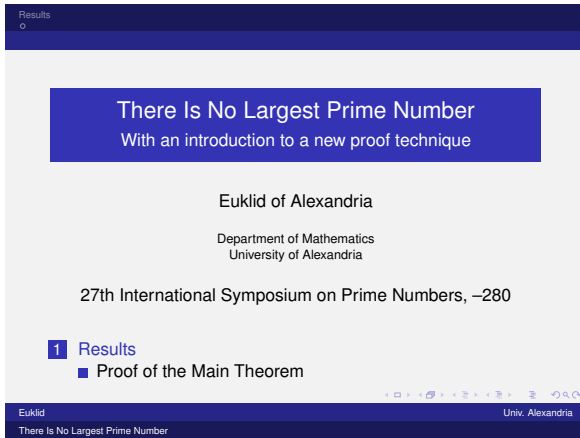 Results
There Is No Largest Prime Number
With an introduction to a new proof technique
Euklid of Alexandria
Department of Mathematics
University of Alexandria
27th International Symposium on Prime Numbers, –280
1 Results
Proof of the Main Theorem
Euklid Univ. Alexandria
There Is No Largest Prime Number